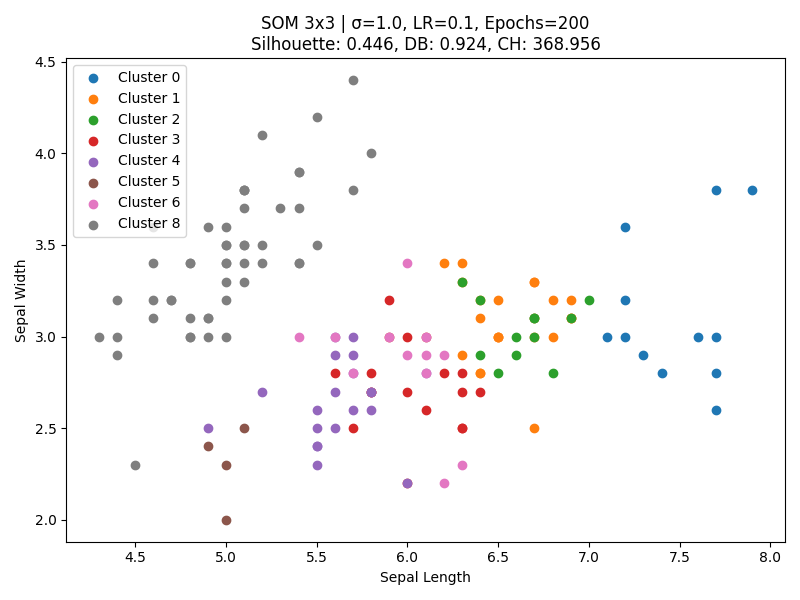 SOM 3x3 | σ=1.0, LR=0.1, Epochs=200
Silhouette: 0.446, DB: 0.924, CH: 368.956
Cluster 0
Cluster 1
Cluster 2
Cluster 3
Cluster 4
Cluster 5
Cluster 6
Cluster 8
Sepal Width
4.5
4.0
3.5
3.0
2.5
2.0
4.5
5.0
5.5
6.0
6.5
7.0
7.5
8.0
Sepal Length